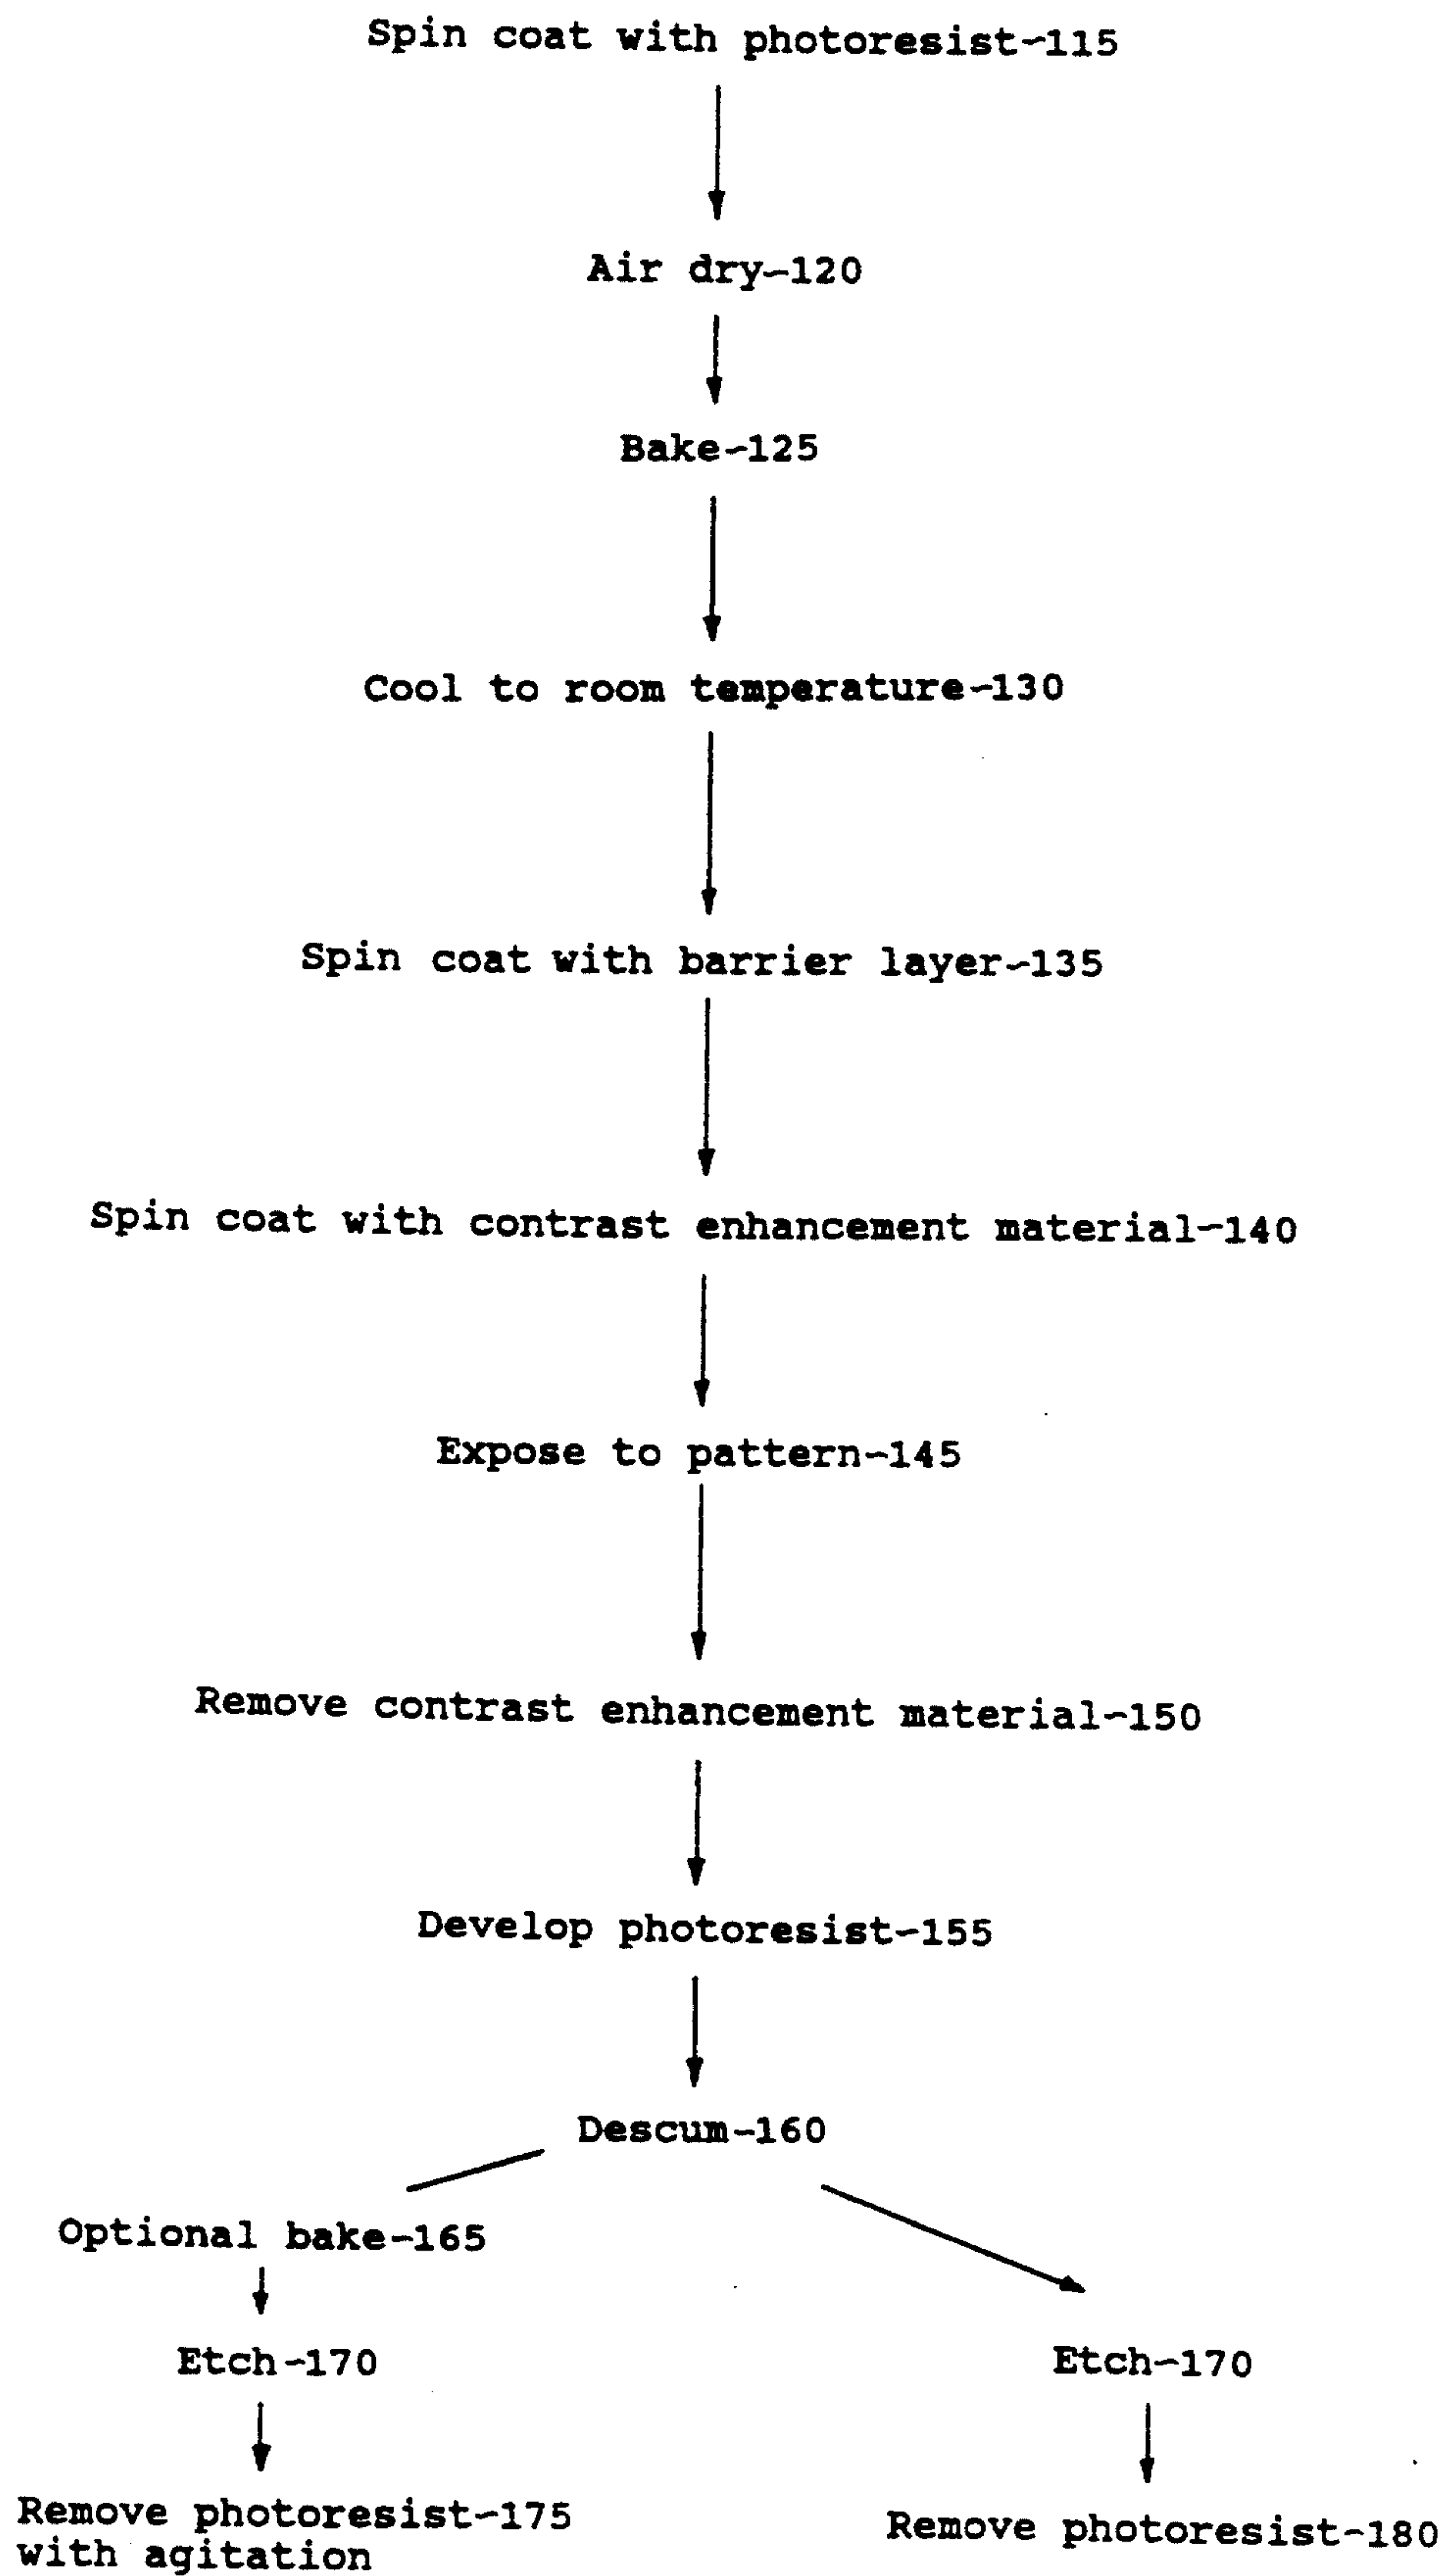 Spin coat with photoresist~115
Air dry~120
Bake~125
Cool to room temperature~130
Spin coat with barrier layer~135
Spin coat with contrast enhancement material~140
Expose to pattern~145
Remove contrast enhancement material~150
Develop photoresist~155
Descum~160
Optional bake~165
Etch~170
Etch~170
Remove photoresist~175
with agitation
Remove photoresist~180